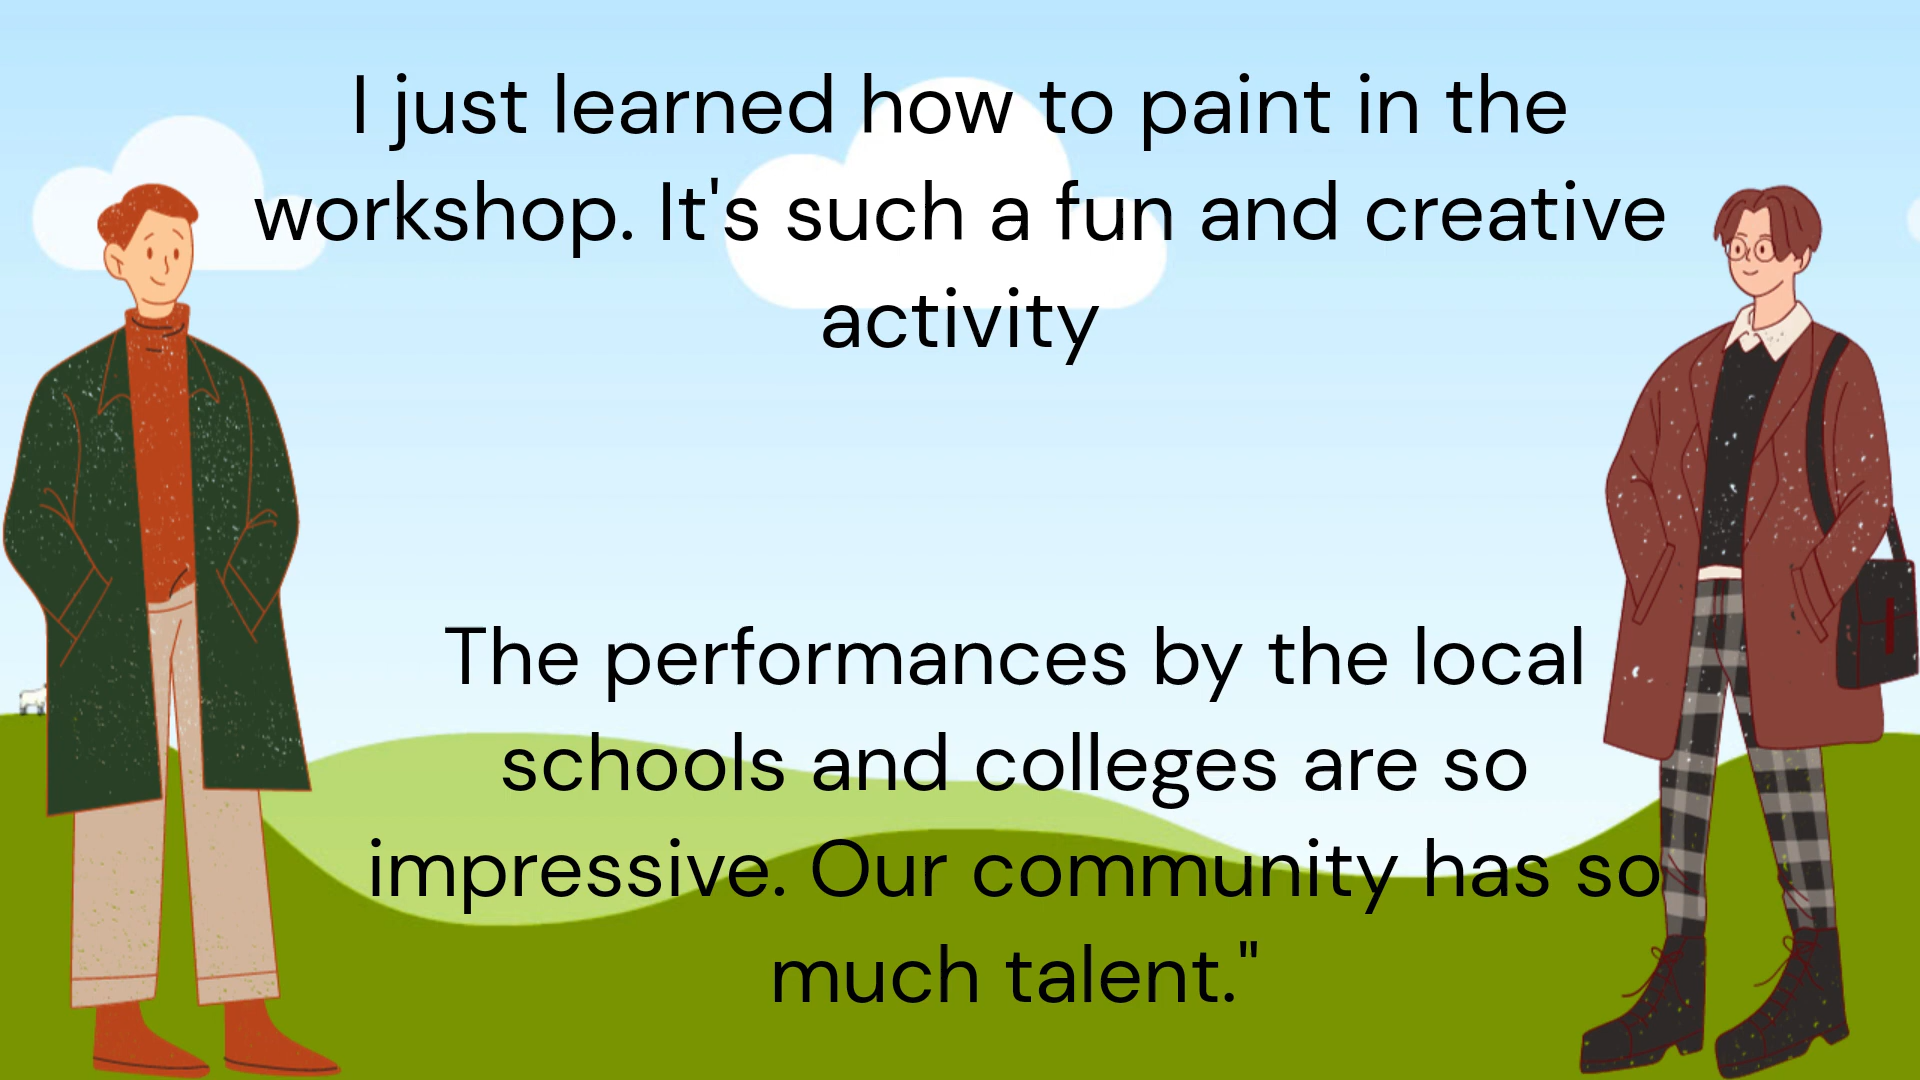 I just learned how to paint in the
workshop. It's such a fun and creative
activity
The performances by the local
schools and colleges are so
impressive. Our community has so
much talent."